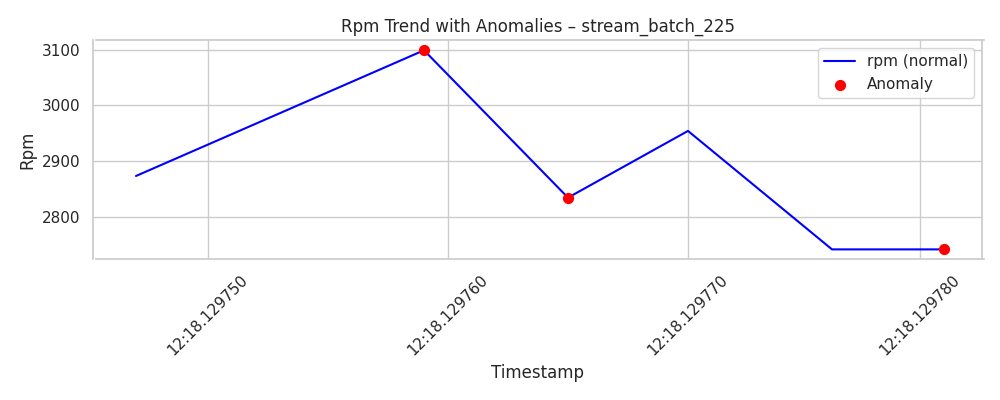 Rpm Trend with Anomalies – stream_batch_225
rpm (normal)
Anomaly
Rpm
3100
3000
2900
2800
12:18.129750
12:18.129760
12:18.129770
12:18.129780
Timestamp